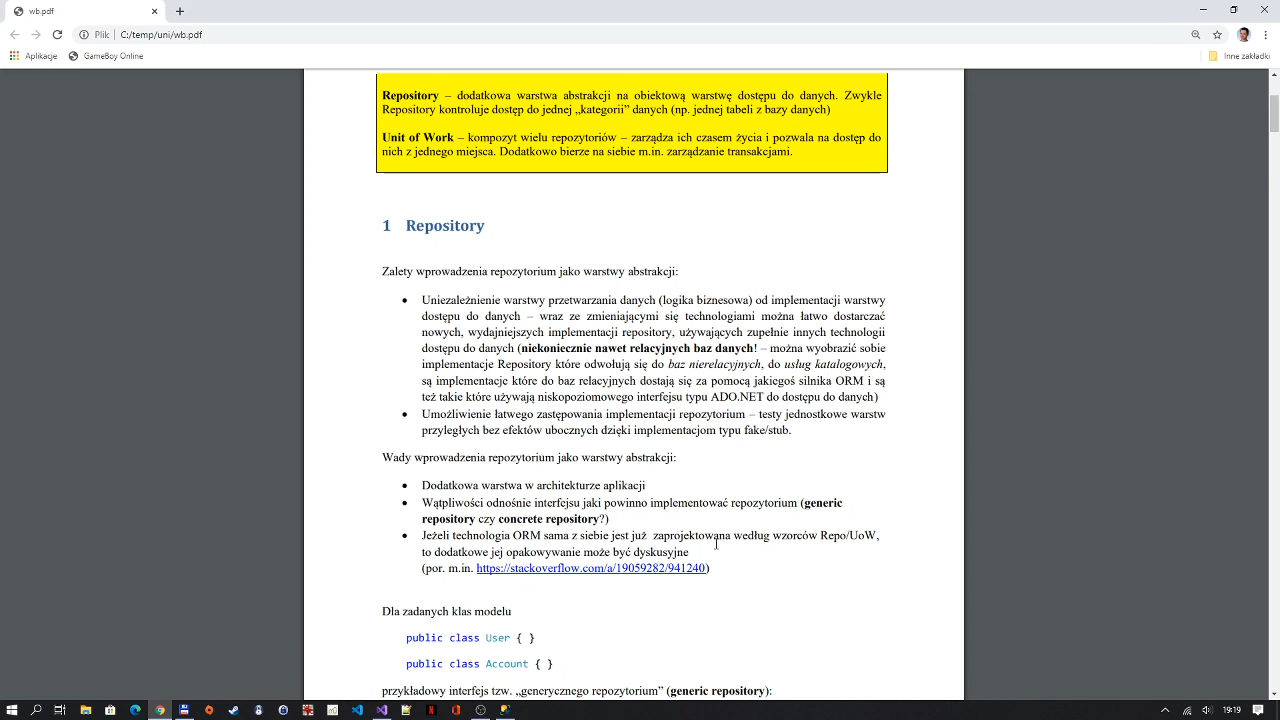 wb.pdf
Plik
C:/temp/uni/wb.pdf
Aplikacje
GameBoy Online
Inne zakładki
Repository – dodatkowa warstwa abstrakcji na obiektową warstwę dostępu do danych. Zwykle
Repository kontroluje dostęp do jednej „kategorii” danych (np. jednej tabeli z bazy danych)
Unit of Work – kompozyt wielu repozytoriów – zarządza ich czasem życia i pozwala na dostęp do
nich z jednego miejsca. Dodatkowo bierze na siebie m.in. zarządzanie transakcjami.
1 Repository
Zalety wprowadzenia repozytorium jako warstwy abstrakcji:
• Uniezależnienie warstwy przetwarzania danych (logika biznesowa) od implementacji warstwy
dostępu do danych – wraz ze zmieniającymi się technologiami można łatwo dostarczać
nowych, wydajniejszych implementacji repository, używających zupełnie innych technologii
dostępu do danych (niekoniecznie nawet relacyjnych baz danych! – można wyobrazić sobie
implementacje Repository które odwołują się do baz nierelacyjnych, do usług katalogowych,
są implementacje które do baz relacyjnych dostają się za pomocą jakiegoś silnika ORM i są
też takie które używają niskopoziomowego interfejsu typu ADO.NET do dostępu do danych)
• Umożliwienie łatwego zastępowania implementacji repozytorium – testy jednostkowe warstw
przyległych bez efektów ubocznych dzięki implementacjom typu fake/stub.
Wady wprowadzenia repozytorium jako warstwy abstrakcji:
• Dodatkowa warstwa w architekturze aplikacji
• Wątpliwości odnośnie interfejsu jaki powinno implementować repozytorium (generic
repository czy concrete repository?)
• Jeżeli technologia ORM sama z siebie jest już zaprojektowana według wzorców Repo/UoW,
to dodatkowe jej opakowywanie może być dyskusyjne
(por. m.in. https://stackoverflow.com/a/19059282/941240)
Dla zadanych klas modelu
public class User { }
public class Account { }
przykładowy interfejs tzw. „generycznego repozytorium” (generic repository):
19:19